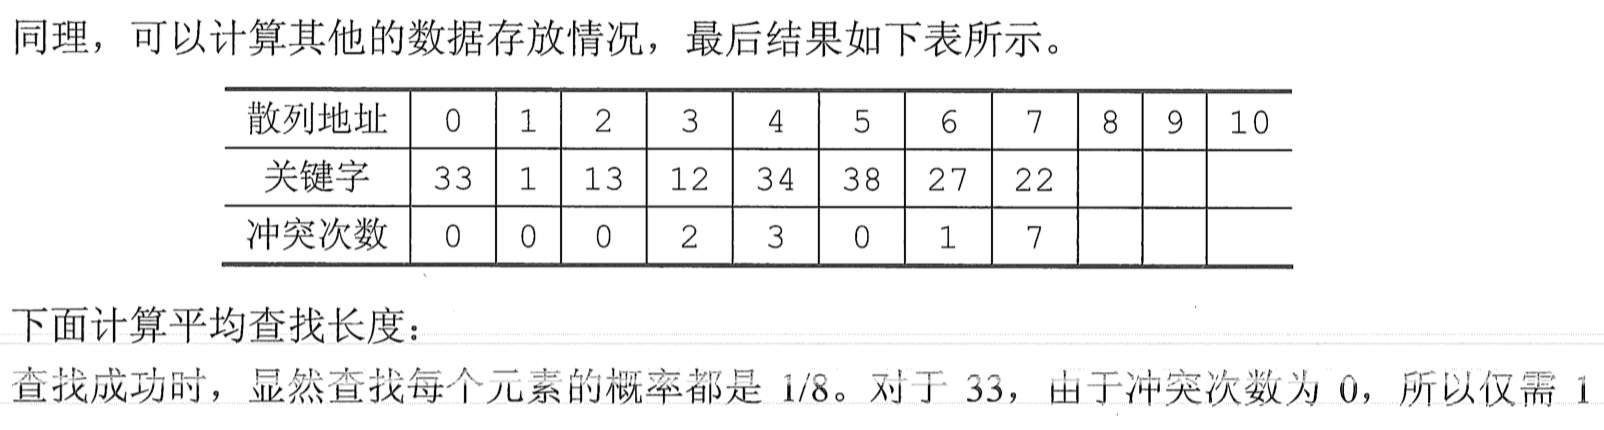 同理，可以计算其他的数据存放情况，最后结果如下表所示。
散列地址 0 1 2 3 4 5 6 7 8 9 10
关键字 33 1 13 12 34 38 27 22
冲突次数 0 0 0 2 3 0 1 7
下面计算平均查找长度：
查找成功时，显然查找每个元素的概率都是 1/8。对于 33，由于冲突次数为 0，所以仅需 1